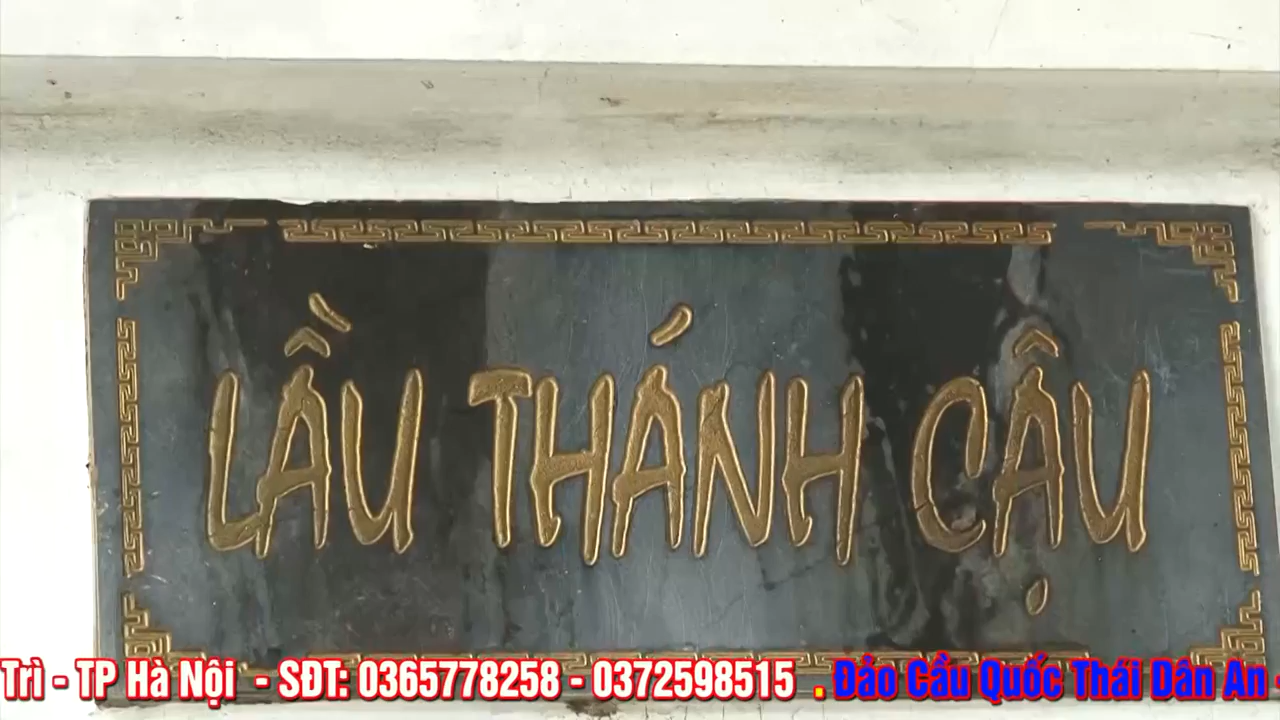 LẦU THÁNH CẬU
Trì - TP Hà Nội - SĐT: 0365778258 - 0372598515 . Đảo Cầu Quốc Thái Dân An -